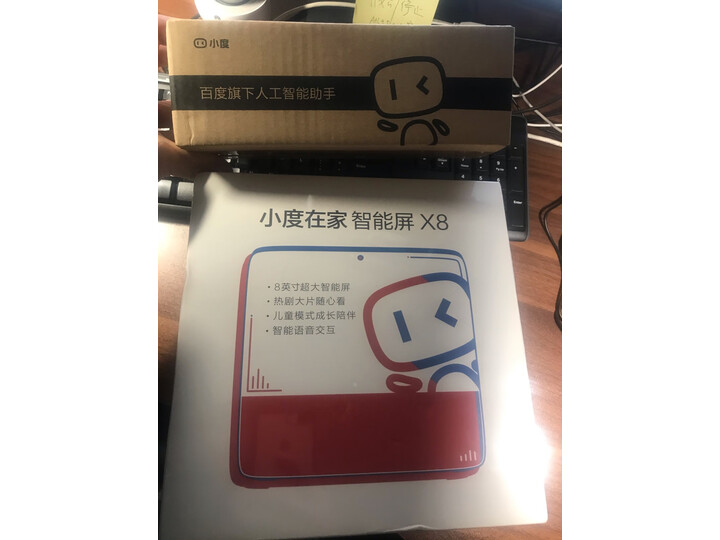 小度
百度旗下人工智能助手
小度在家 智能屏 X8
·8英寸超大智能屏
·热剧大片随心看
·儿童模式成长陪伴
·智能语音交互